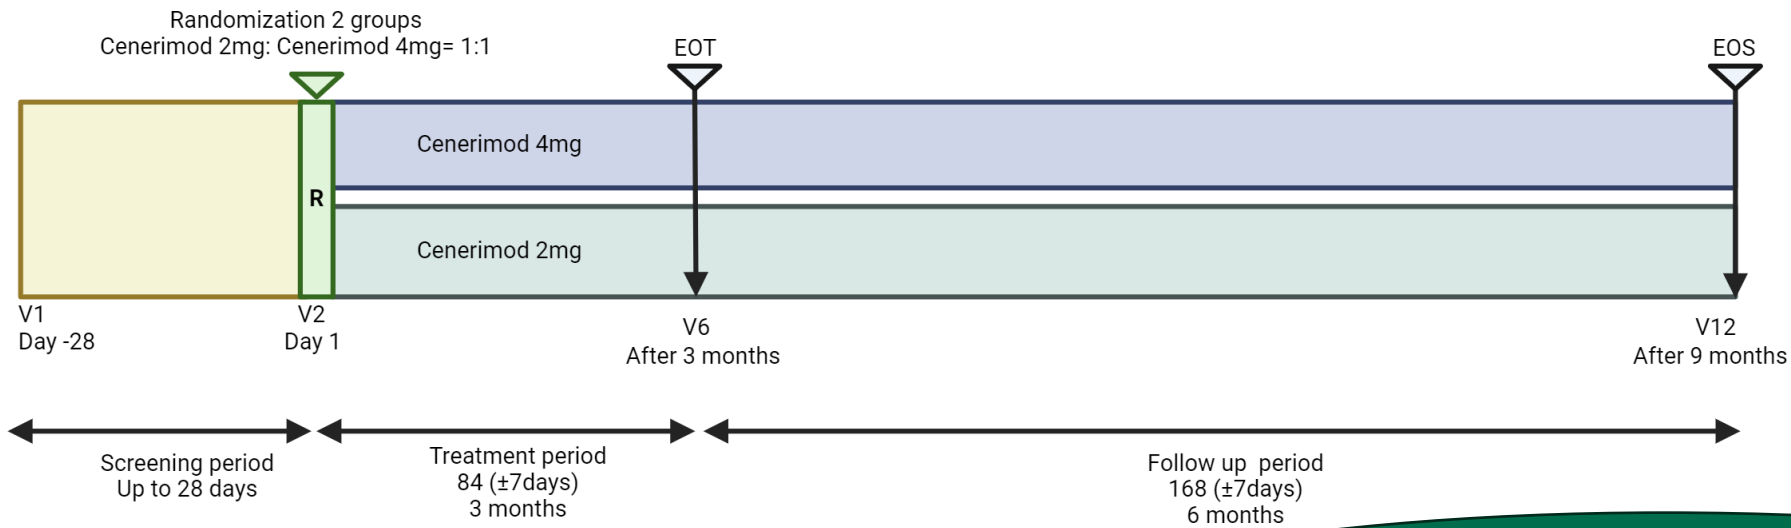 Randomization 2 groups
Cenerimod 2mg: Cenerimod 4mg= 1:1
EOT
EOS
Cenerimod 4mg
R
Cenerimod 2mg
V1
Day -28
V2
Day 1
V6
After 3 months
V12
After 9 months
Screening period
Up to 28 days
Treatment period
84 (±7days)
3 months
Follow up  period
168 (±7days)
6 months